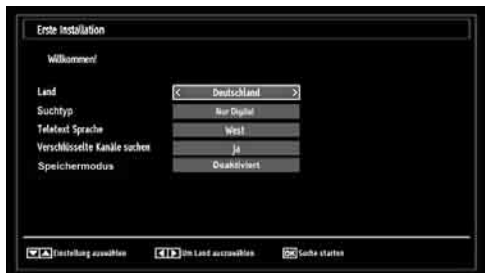 Erste Installation
Willkommen!
Land < Deutschland >
Suchtyp Nur Digital
Teletext Sprache West
Verschlüsselte Kanäle suchen Ja
Speichermodus Deaktiviert
Einstellung auswählen Um Land auszuwählen OK Suche starten